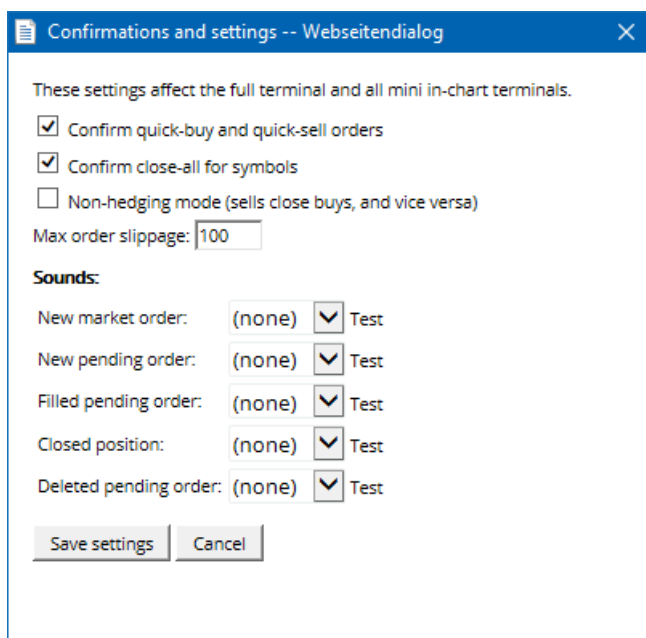 Confirmations and settings -- Webseitendialog
These settings affect the full terminal and all mini in-chart terminals.
Confirm quick-buy and quick-sell orders
Confirm close-all for symbols
Non-hedging mode (sells close buys, and vice versa)
Max order slippage: 100
Sounds:
New market order: (none) Test
New pending order: (none) Test
Filled pending order: (none) Test
Closed position: (none) Test
Deleted pending order: (none) Test
Save settings Cancel